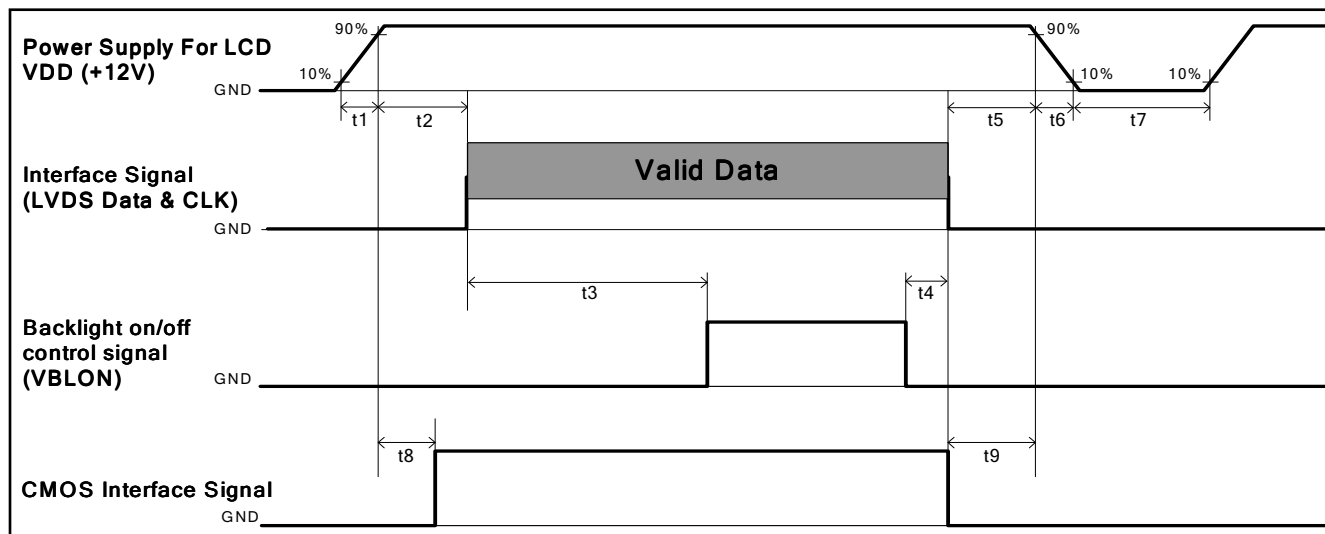 Power Supply For LCD
VDD (+12V)
90%
10%
GND
90%
10%
10%
t1
t2
t5
t6
t7
Interface Signal
(LVDS Data & CLK)
Valid Data
GND
t3
t4
Backlight on/off
control signal
(VBLON)
GND
t8
t9
CMOS Interface Signal
GND